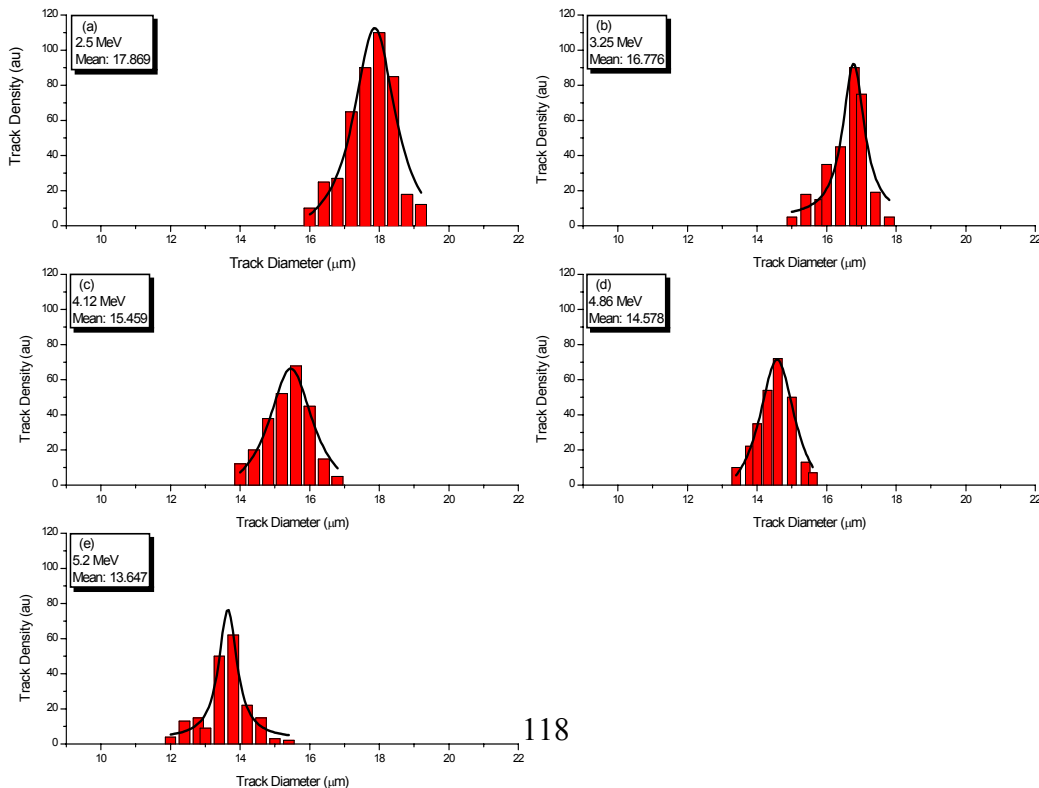 (a)
2.5 MeV
Mean: 17.869
Track Density (au)
120
100
80
60
40
20
0
10 12 14 16 18 20 22
Track Diameter (μm)
(b)
3.25 MeV
Mean: 16.776
Track Density (au)
120
100
80
60
40
20
0
10 12 14 16 18 20 22
Track Diameter (μm)
(c)
4.12 MeV
Mean: 15.459
Track Density (au)
120
100
80
60
40
20
0
10 12 14 16 18 20 22
Track Diameter (μm)
(d)
4.86 MeV
Mean: 14.578
Track Density (au)
120
100
80
60
40
20
0
10 12 14 16 18 20 22
Track Diameter (μm)
(e)
5.2 MeV
Mean: 13.647
Track Density (au)
120
100
80
60
40
20
0
10 12 14 16 18 20 22
Track Diameter (μm)
118